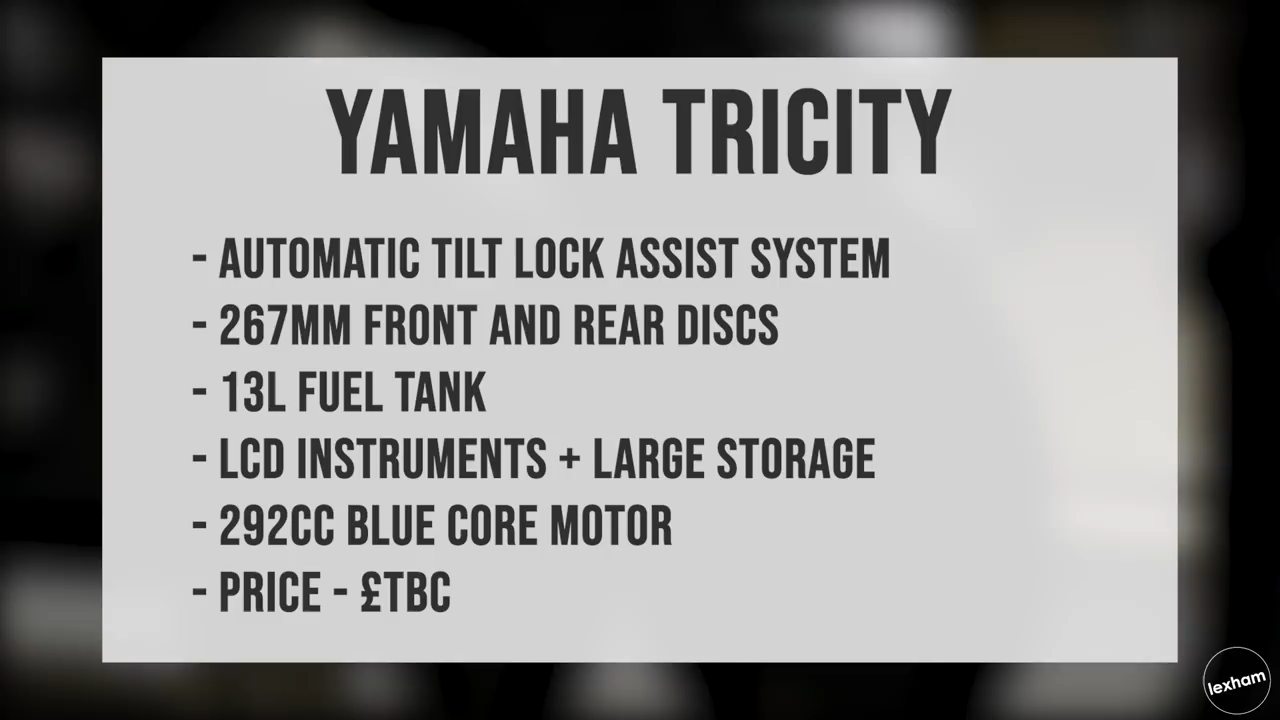 YAMAHA TRICITY
- AUTOMATIC TILT LOCK ASSIST SYSTEM
- 267MM FRONT AND REAR DISCS
- 13L FUEL TANK
- LCD INSTRUMENTS + LARGE STORAGE
- 292CC BLUE CORE MOTOR
- PRICE - £TBC
lexham